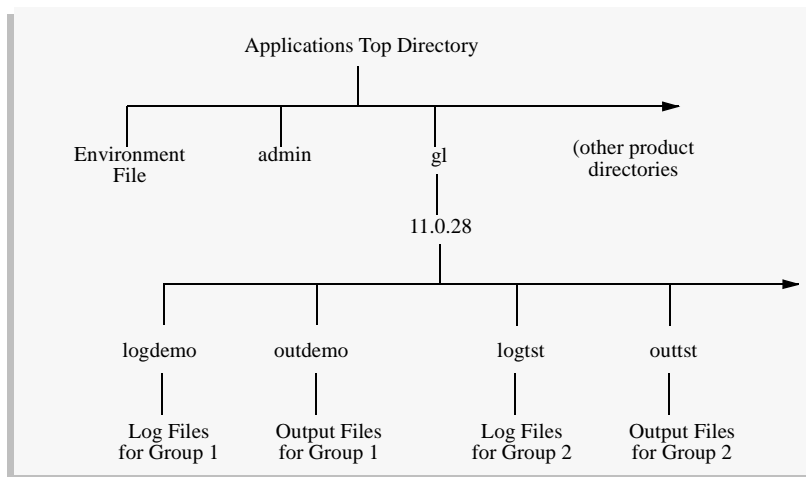 Applications Top Directory
Environment
File
admin
gl
(other product
directories
11.0.28
logdemo
outdemo
logtst
outtst
Log Files
for Group 1
Output Files
for Group 1
Log Files
for Group 2
Output Files
for Group 2